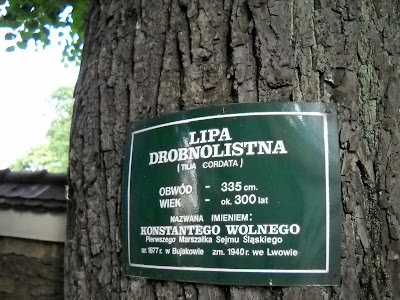 LIPA
DROBNOLISTNA
(TILIA CORDATA)
OBWÓD - 335 cm.
WIEK - ok. 300 lat
NAZWANA IMIENIEM:
KONSTANTEGO WOLNEGO
Pierwszego Marszałka Sejmu Śląskiego
ur. 1877 r. w Bujakowie zm. 1940 r. we Lwowie